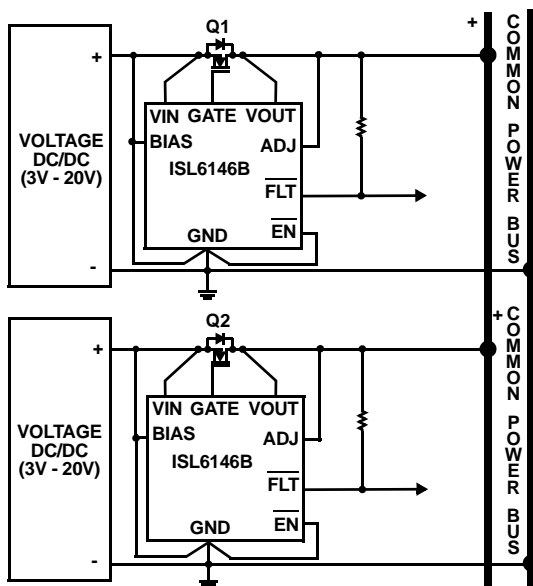 Q1
+
+
COMMON POWER BUS
VIN GATE VOUT
BIAS
ADJ
VOLTAGE
DC/DC
(3V - 20V)
ISL6146B
FLT
EN
GND
-
Q2
+
+
COMMON POWER BUS
VIN GATE VOUT
BIAS
ADJ
VOLTAGE
DC/DC
(3V - 20V)
ISL6146B
FLT
EN
GND
-